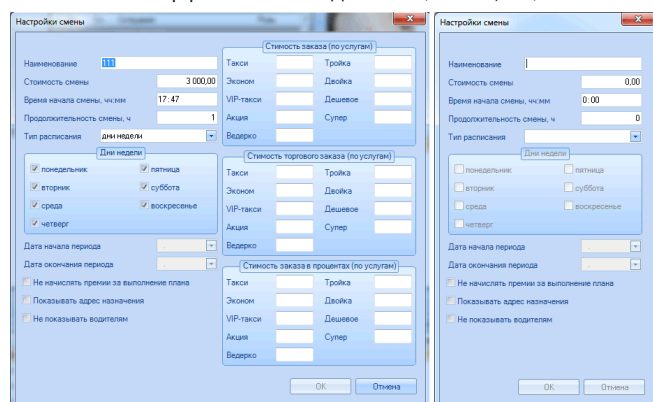 Настройки смены
Стимость заказа (по услугам)
Наименование 111
Такси Тройка
Стоимость смены 3 000,00
Эконом Двойка
Время начала смены, чч:мм 17:47
VIP-такси Дешевое
Продолжительность смены, ч 1
Акция Супер
Тип расписания дни недели
Ведерко
Дни недели
понедельник пятница
вторник суббота
среда воскресенье
четверг
Стимость торгового заказа (по услугам)
Такси Тройка
Эконом Двойка
VIP-такси Дешевое
Акция Супер
Ведерко
Дата начала периода
Дата окончания периода
Не начислять премии за выполнение плана
Показывать адрес назначения
Не показывать водителям
Стимость заказа в процентах (по услугам)
Такси Тройка
Эконом Двойка
VIP-такси Дешевое
Акция Супер
Ведерко
OK Отмена
Настройки смены
Наименование
Стоимость смены 0,00
Время начала смены, чч:мм 0:00
Продолжительность смены, ч 0
Тип расписания
Дни недели
понедельник пятница
вторник суббота
среда воскресенье
четверг
Дата начала периода
Дата окончания периода
Не начислять премии за выполнение плана
Показывать адрес назначения
Не показывать водителям
OK Отмена